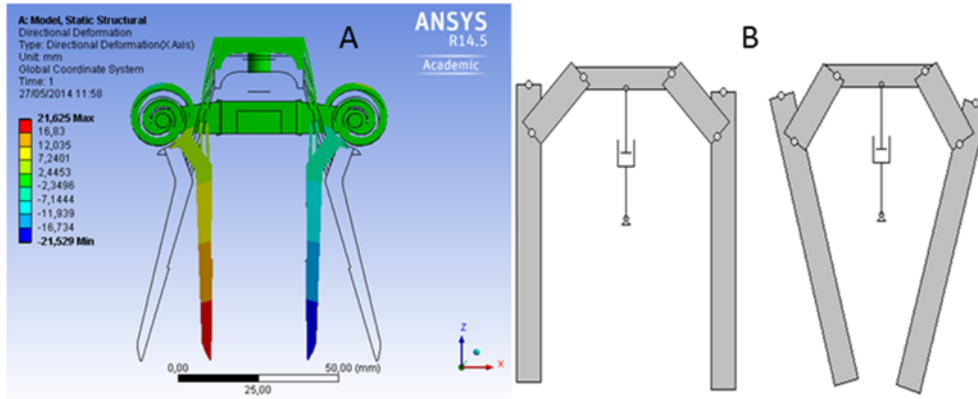 A: Model, Static Structural
Directional Deformation
Type: Directional Deformation(X Axis)
Unit: mm
Global Coordinate System
Time: 1
27/05/2014 11:58
21,625 Max
16,83
12,035
7,2401
2,4453
-2,3496
-7,1444
-11,939
-16,734
-21,529 Min
A
ANSYS
R14.5
Academic
B
Z
X
0,00
50,00 (mm)
25,00